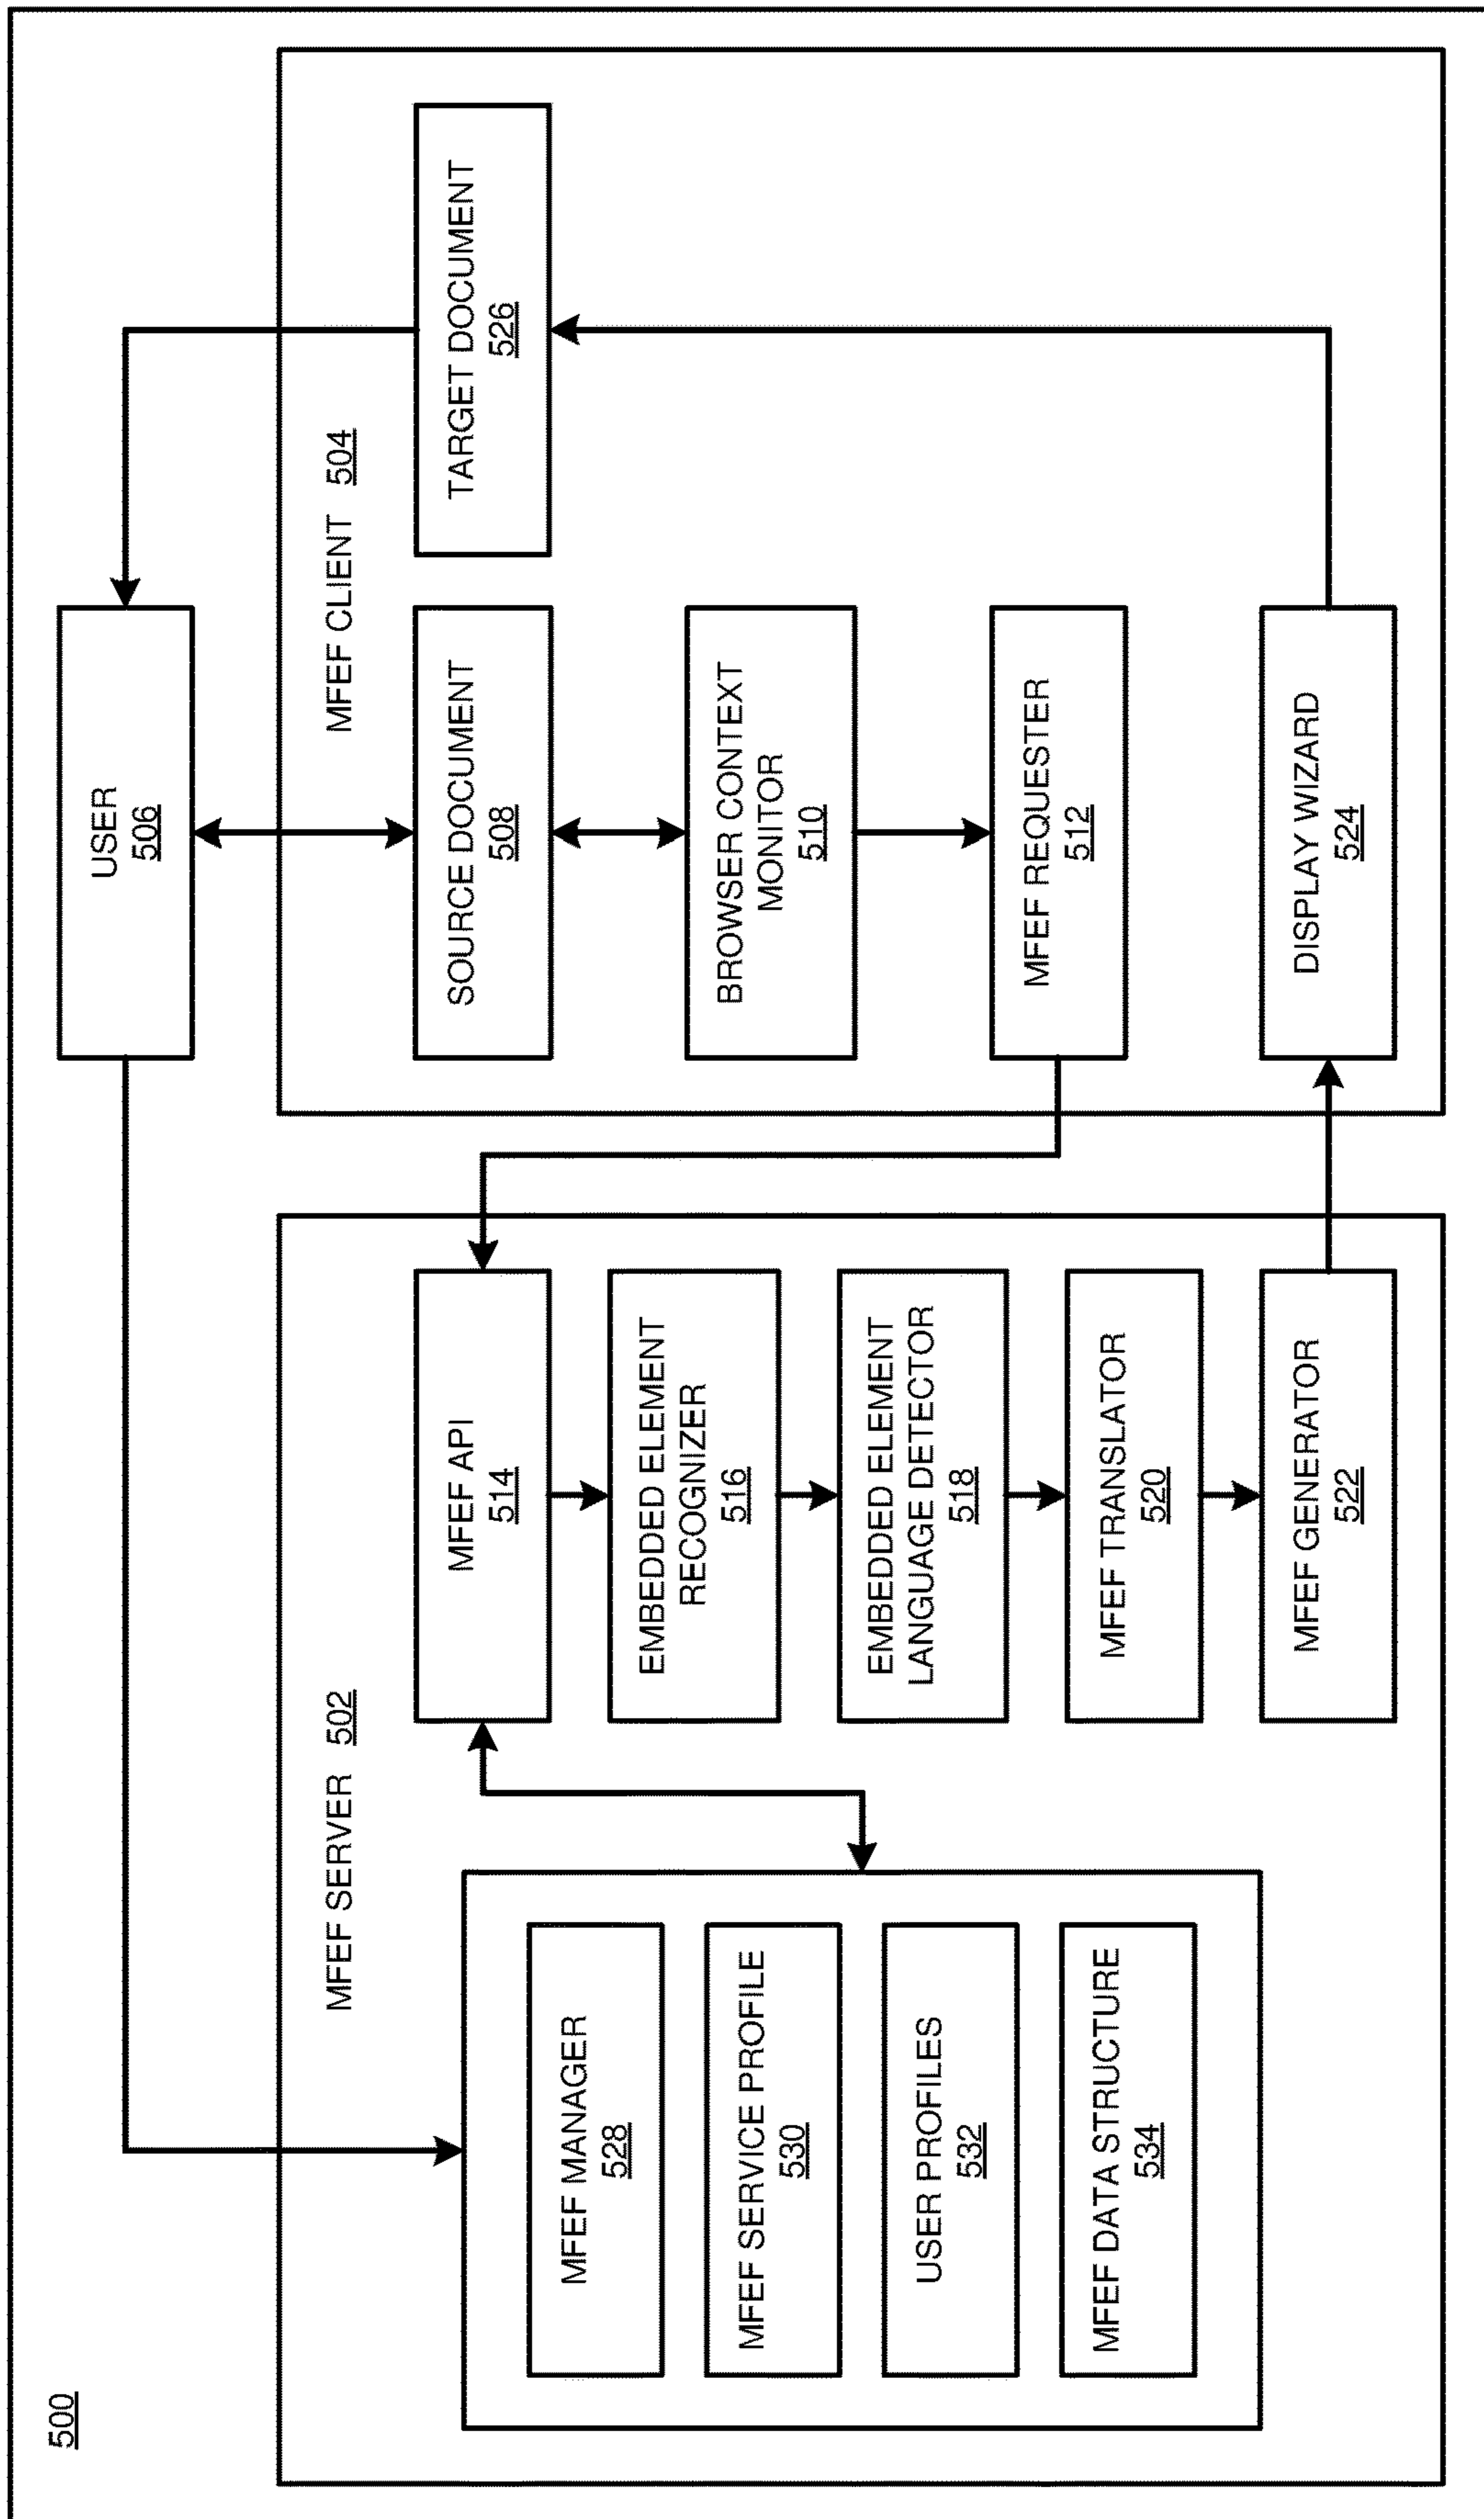 500
USER
506
MFEF SERVER 502
MFEF CLIENT 504
MFEF MANAGER
528
MFEF SERVICE PROFILE
530
USER PROFILES
532
MFEF DATA STRUCTURE
534
MFEF API
514
EMBEDDED ELEMENT
RECOGNIZER
516
EMBEDDED ELEMENT
LANGUAGE DETECTOR
518
MFEF TRANSLATOR
520
MFEF GENERATOR
522
SOURCE DOCUMENT
508
BROWSER CONTEXT
MONITOR
510
MFEF REQUESTER
512
DISPLAY WIZARD
524
TARGET DOCUMENT
526